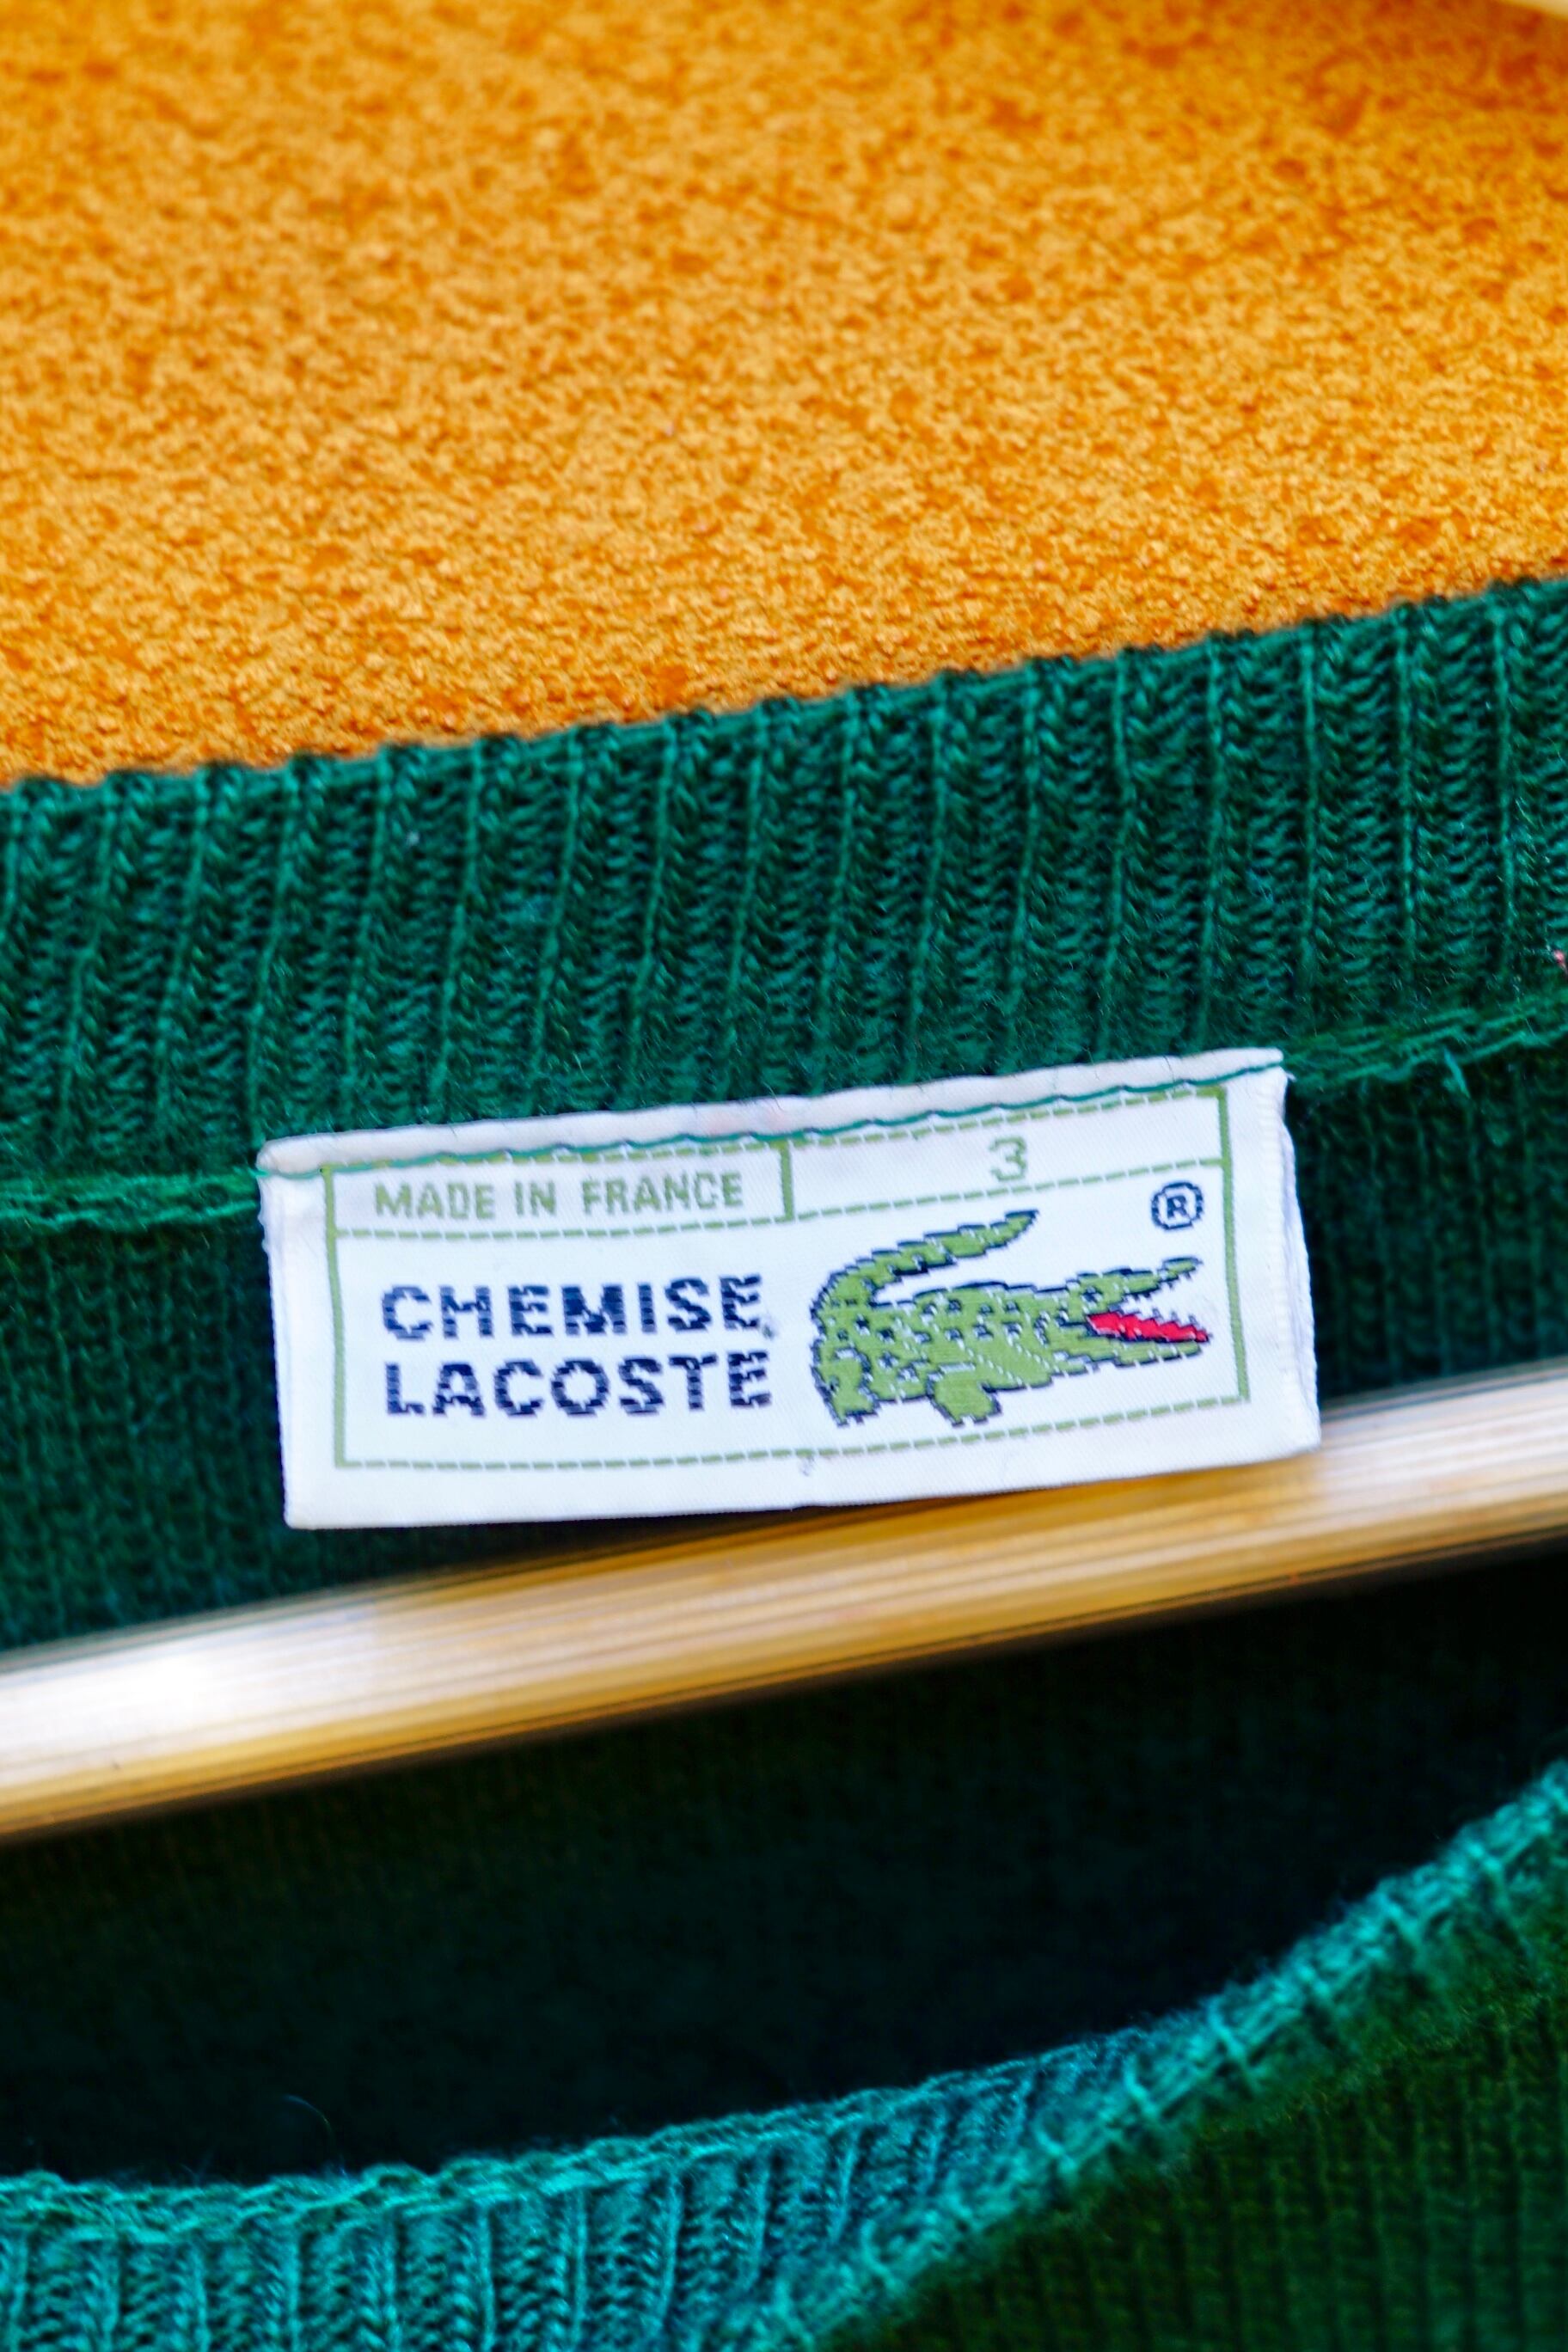 MADE IN FRANCE 3
®
CHEMISE
LACOSTE